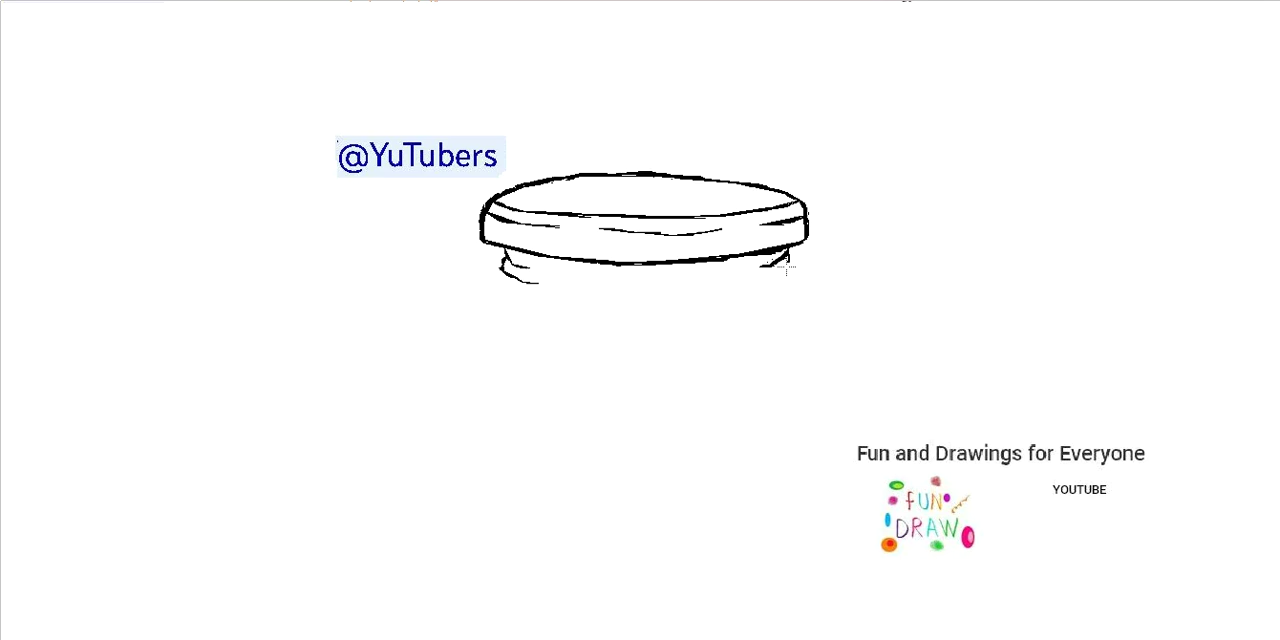 @YuTubers
Fun and Drawings for Everyone
YOUTUBE
FUN
DRAW